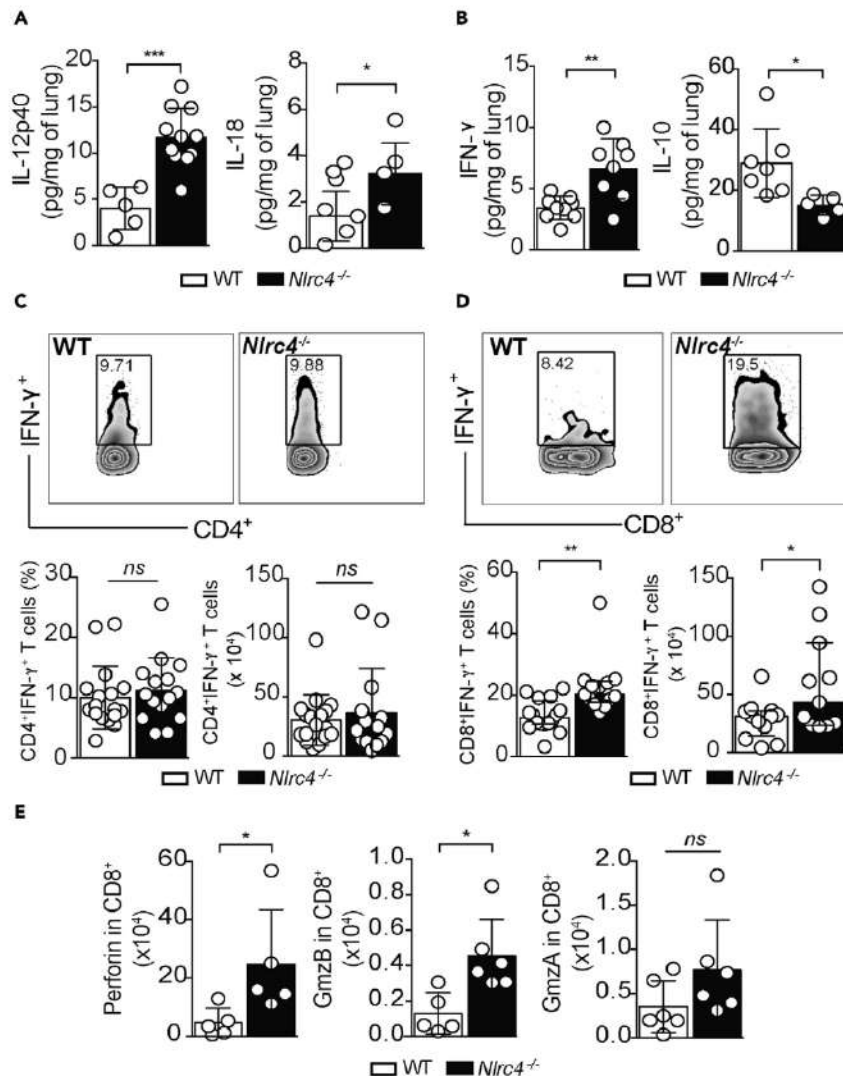 A
IL-12p40
(pg/mg of lung)
20
15
10
5
0
***
IL-18
(pg/mg of lung)
8
6
4
2
0
*
WT
Nlrc4⁻/⁻
B
IFN-γ
(pg/mg of lung)
15
10
5
0
**
IL-10
(pg/mg of lung)
60
40
20
0
*
WT
Nlrc4⁻/⁻
C
WT
9.71
Nlrc4⁻/⁻
9.88
IFN-γ⁺
CD4⁺
CD4⁺IFN-γ⁺ T cells (%)
30
20
10
0
ns
CD4⁺IFN-γ⁺ T cells
(x 10⁴)
150
100
50
0
ns
WT
Nlrc4⁻/⁻
D
WT
8.42
Nlrc4⁻/⁻
19.5
IFN-γ⁺
CD8⁺
CD8⁺IFN-γ⁺ T cells (%)
60
40
20
0
**
CD8⁺IFN-γ⁺ T cells
(x 10⁴)
150
100
50
0
*
WT
Nlrc4⁻/⁻
E
Perforin in CD8⁺
(x10⁴)
60
40
20
0
*
GmzB in CD8⁺
(x10⁴)
1.0
0.8
0.6
0.4
0.2
0.0
*
GmzA in CD8⁺
(x10⁴)
2.0
1.5
1.0
0.5
0.0
ns
WT
Nlrc4⁻/⁻